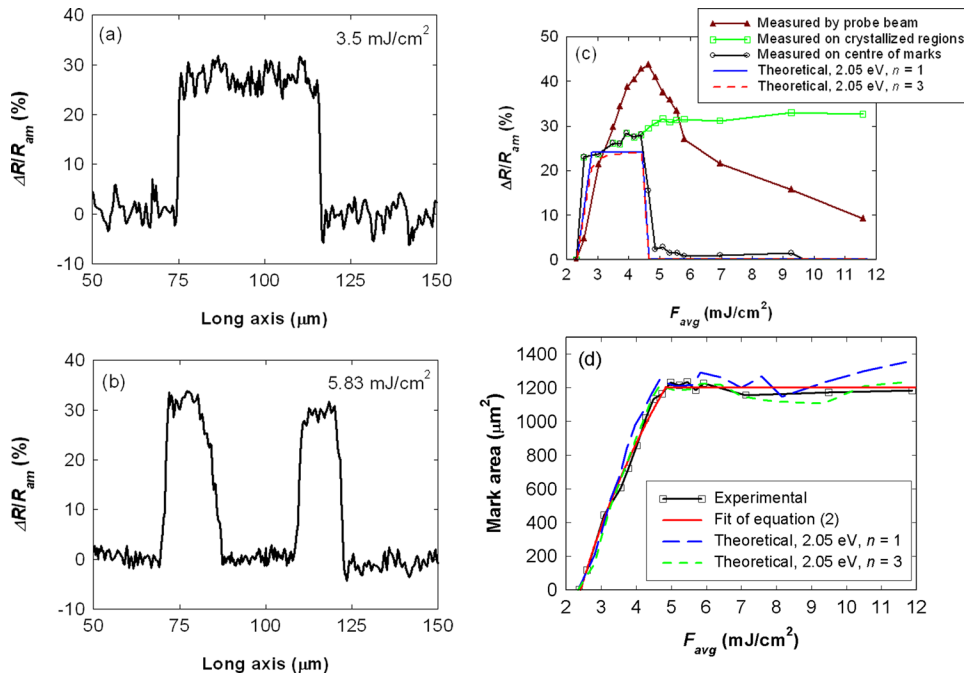 (a)
3.5 mJ/cm²
40
30
20
10
0
-10
50
75
100
125
150
ΔR/R_am (%)
Long axis (μm)
(b)
5.83 mJ/cm²
40
30
20
10
0
-10
50
75
100
125
150
ΔR/R_am (%)
Long axis (μm)
(c)
Measured by probe beam
Measured on crystallized regions
Measured on centre of marks
Theoretical, 2.05 eV, n = 1
Theoretical, 2.05 eV, n = 3
50
40
30
20
10
0
2 3 4 5 6 7 8 9 10 11 12
ΔR/R_am (%)
F_avg (mJ/cm²)
(d)
1400
1200
1000
800
600
400
200
0
2 3 4 5 6 7 8 9 10 11 12
Mark area (μm²)
F_avg (mJ/cm²)
Experimental
Fit of equation (2)
Theoretical, 2.05 eV, n = 1
Theoretical, 2.05 eV, n = 3